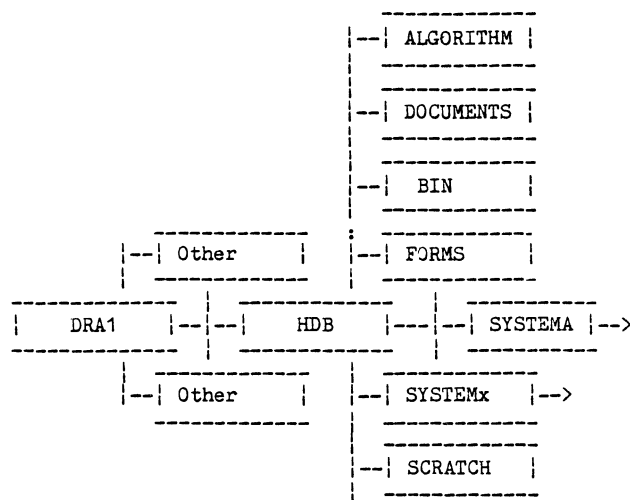 ALGORITHM
DOCUMENTS
BIN
Other FORMS
DRA1 HDB SYSTEMA
Other SYSTEMx
SCRATCH